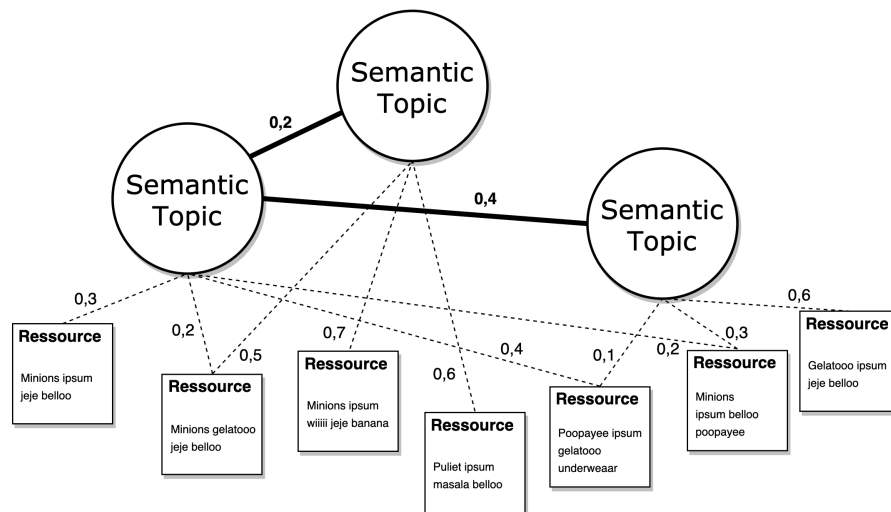 Semantic
Topic
0,2
Semantic
Topic
0,4
Semantic
Topic
0,3
0,2
0,5
0,7
0,6
0,4
0,1
0,2
0,3
0,6
Ressource
Minions ipsum
jeje belloo
Ressource
Minions gelatooo
jeje belloo
Ressource
Minions ipsum
wiiiii jeje banana
Ressource
Puliet ipsum
masala belloo
Ressource
Poopayee ipsum
gelatooo
underweaar
Ressource
Minions
ipsum belloo
poopayee
Ressource
Gelatooo ipsum
jeje belloo